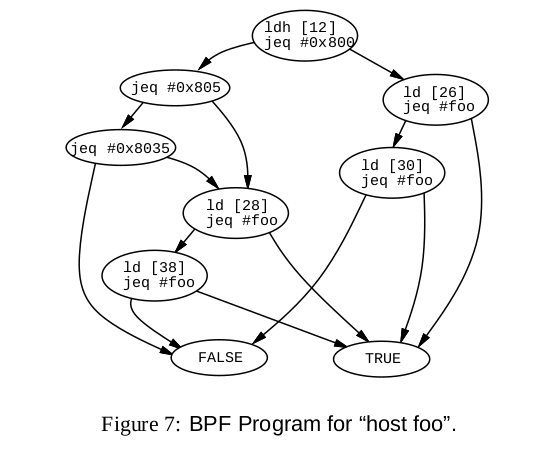 ldh [12]
jeq #0x800
jeq #0x805
ld [26]
jeq #foo
jeq #0x8035
ld [30]
jeq #foo
ld [28]
jeq #foo
ld [38]
jeq #foo
FALSE
TRUE
Figure 7: BPF Program for “host foo”.